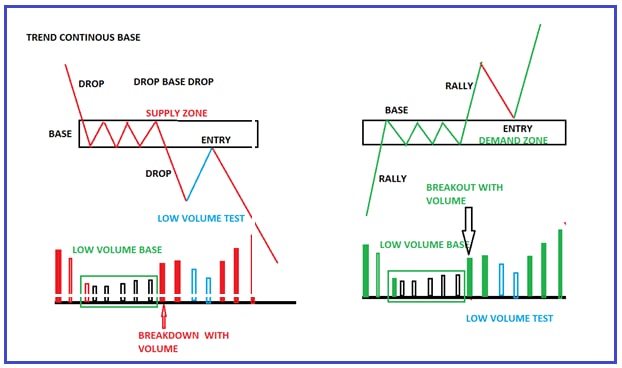 TREND CONTINOUS BASE
DROP
DROP BASE DROP
SUPPLY ZONE
BASE
ENTRY
DROP
LOW VOLUME TEST
LOW VOLUME BASE
BREAKDOWN WITH
VOLUME
RALLY
BASE
ENTRY
DEMAND ZONE
RALLY
BREAKOUT WITH
VOLUME
LOW VOLUME BASE
LOW VOLUME TEST